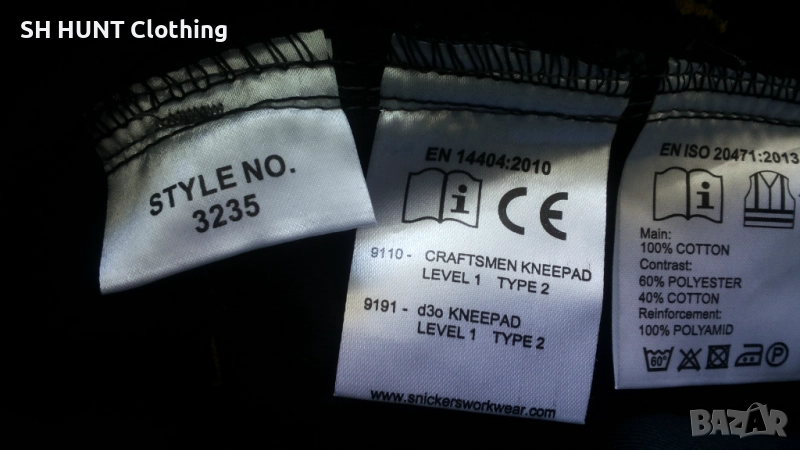 SH HUNT Clothing
STYLE NO.
3235
EN 14404:2010
i
CE
9110 - CRAFTSMEN KNEEPAD
LEVEL 1 TYPE 2
9191 - d3o KNEEPAD
LEVEL 1 TYPE 2
www.snickersworkwear.com
EN ISO 20471:2013
i
Main:
100% COTTON
Contrast:
60% POLYESTER
40% COTTON
Reinforcement:
100% POLYAMID
60°
P
BAZAR